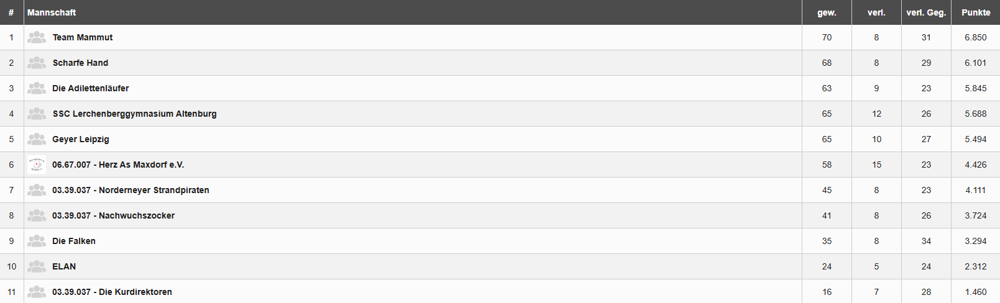 # Mannschaft gew. verl. verl. Geg. Punkte
1 Team Mammut 70 8 31 6.850
2 Scharfe Hand 68 8 29 6.101
3 Die Adilettenläufer 63 9 23 5.845
4 SSC Lerchenberggymnasium Altenburg 65 12 26 5.688
5 Geyer Leipzig 65 10 27 5.494
6 06.67.007 - Herz As Maxdorf e.V. 58 15 23 4.426
7 03.39.037 - Norderneyer Strandpiraten 45 8 23 4.111
8 03.39.037 - Nachwuchszocker 41 8 26 3.724
9 Die Falken 35 8 34 3.294
10 ELAN 24 5 24 2.312
11 03.39.037 - Die Kurdirektoren 16 7 28 1.460